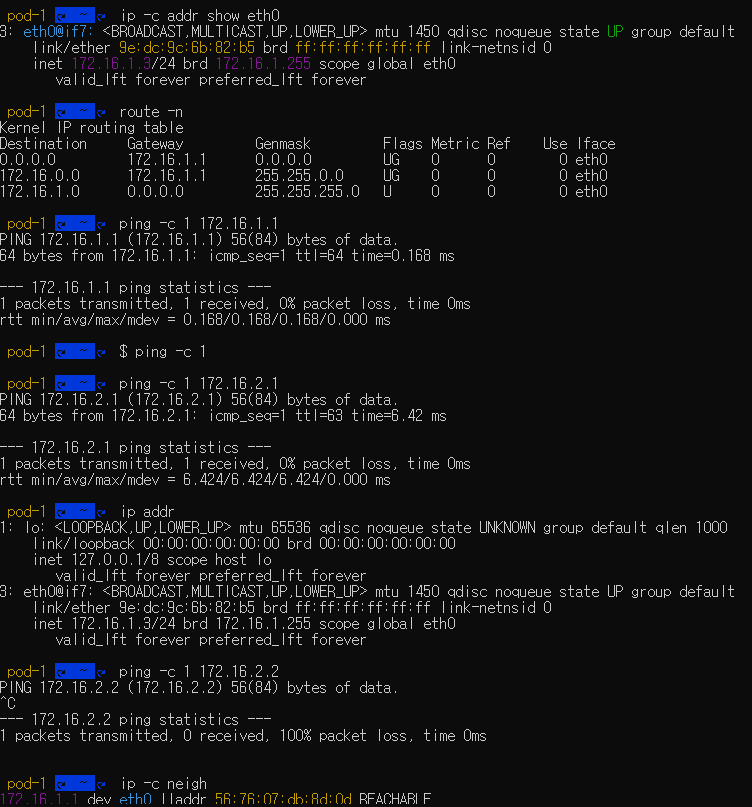 pod-1 ~ ip -c addr show eth0
3: eth0@if7: <BROADCAST,MULTICAST,UP,LOWER_UP> mtu 1450 qdisc noqueue state UP group default
link/ether 9e:dc:9c:6b:82:b5 brd ff:ff:ff:ff:ff:ff link-netnsid 0
inet 172.16.1.3/24 brd 172.16.1.255 scope global eth0
valid_lft forever preferred_lft forever
pod-1 ~ route -n
Kernel IP routing table
Destination Gateway Genmask Flags Metric Ref Use Iface
0.0.0.0 172.16.1.1 0.0.0.0 UG 0 0 0 eth0
172.16.0.0 172.16.1.1 255.255.0.0 UG 0 0 0 eth0
172.16.1.0 0.0.0.0 255.255.255.0 U 0 0 0 eth0
pod-1 ~ ping -c 1 172.16.1.1
PING 172.16.1.1 (172.16.1.1) 56(84) bytes of data.
64 bytes from 172.16.1.1: icmp_seq=1 ttl=64 time=0.168 ms
--- 172.16.1.1 ping statistics ---
1 packets transmitted, 1 received, 0% packet loss, time 0ms
rtt min/avg/max/mdev = 0.168/0.168/0.168/0.000 ms
pod-1 ~ $ ping -c 1
pod-1 ~ ping -c 1 172.16.2.1
PING 172.16.2.1 (172.16.2.1) 56(84) bytes of data.
64 bytes from 172.16.2.1: icmp_seq=1 ttl=63 time=6.42 ms
--- 172.16.2.1 ping statistics ---
1 packets transmitted, 1 received, 0% packet loss, time 0ms
rtt min/avg/max/mdev = 6.424/6.424/6.424/0.000 ms
pod-1 ~ ip addr
1: lo: <LOOPBACK,UP,LOWER_UP> mtu 65536 qdisc noqueue state UNKNOWN group default qlen 1000
link/loopback 00:00:00:00:00:00 brd 00:00:00:00:00:00
inet 127.0.0.1/8 scope host lo
valid_lft forever preferred_lft forever
3: eth0@if7: <BROADCAST,MULTICAST,UP,LOWER_UP> mtu 1450 qdisc noqueue state UP group default
link/ether 9e:dc:9c:6b:82:b5 brd ff:ff:ff:ff:ff:ff link-netnsid 0
inet 172.16.1.3/24 brd 172.16.1.255 scope global eth0
valid_lft forever preferred_lft forever
pod-1 ~ ping -c 1 172.16.2.2
PING 172.16.2.2 (172.16.2.2) 56(84) bytes of data.
^C
--- 172.16.2.2 ping statistics ---
1 packets transmitted, 0 received, 100% packet loss, time 0ms
pod-1 ~ ip -c neigh
172.16.1.1 dev eth0 lladdr 56:76:07:db:8d:0d REACHABLE